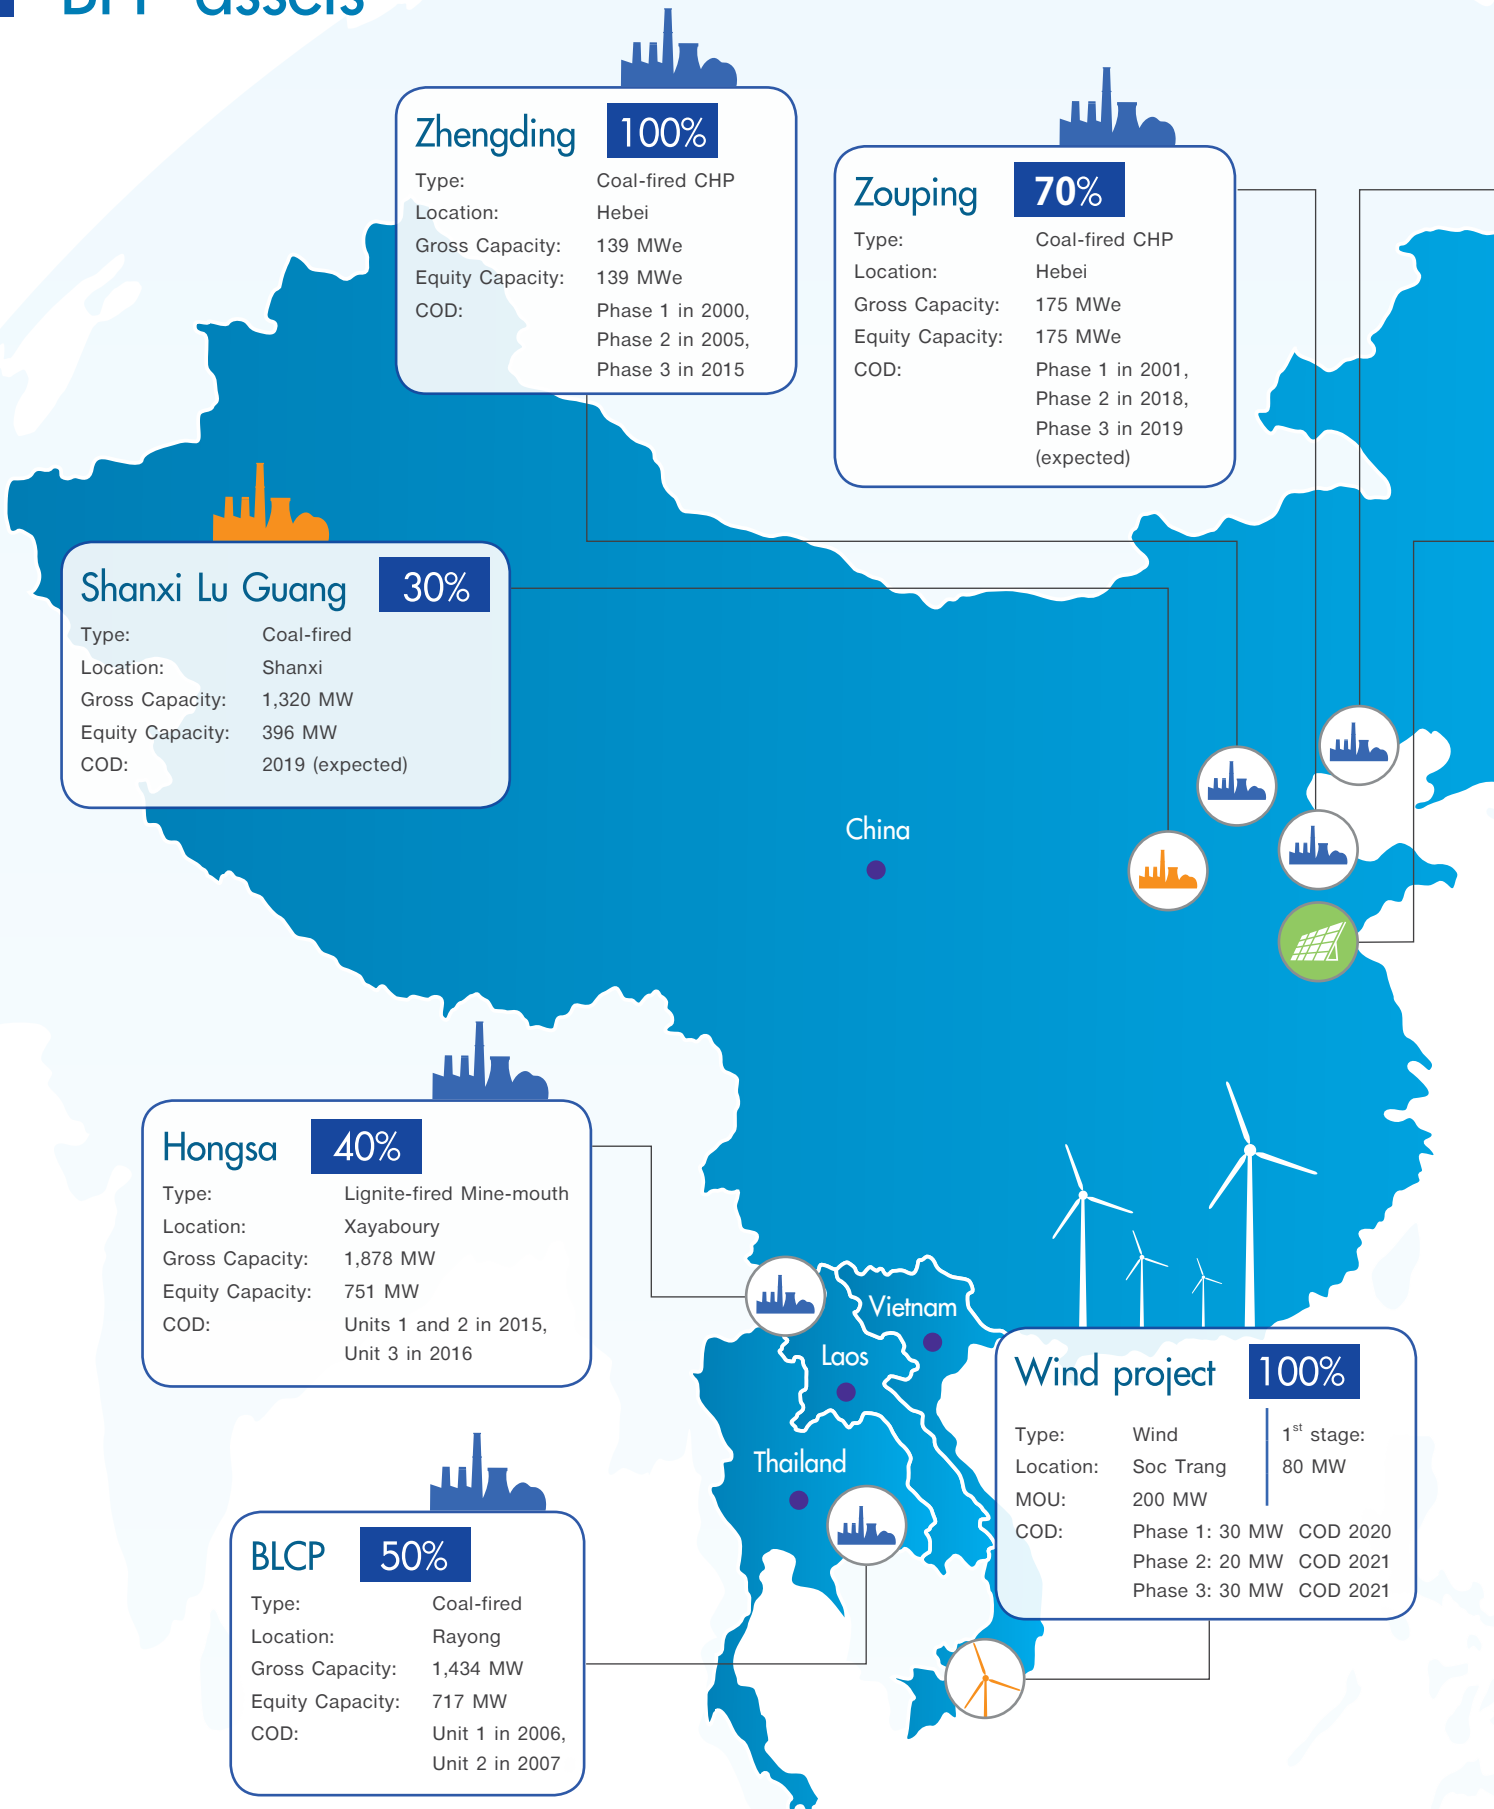 BPP assets
Zhengding 100%
Type: Coal-fired CHP
Location: Hebei
Gross Capacity: 139 MWe
Equity Capacity: 139 MWe
COD: Phase 1 in 2000,
Phase 2 in 2005,
Phase 3 in 2015
Zouping 70%
Type: Coal-fired CHP
Location: Hebei
Gross Capacity: 175 MWe
Equity Capacity: 175 MWe
COD: Phase 1 in 2001,
Phase 2 in 2018,
Phase 3 in 2019
(expected)
Shanxi Lu Guang 30%
Type: Coal-fired
Location: Shanxi
Gross Capacity: 1,320 MW
Equity Capacity: 396 MW
COD: 2019 (expected)
China
Hongsa 40%
Type: Lignite-fired Mine-mouth
Location: Xayaboury
Gross Capacity: 1,878 MW
Equity Capacity: 751 MW
COD: Units 1 and 2 in 2015,
Unit 3 in 2016
Vietnam
Laos
Thailand
Wind project 100%
Type: Wind 1st stage:
Location: Soc Trang 80 MW
MOU: 200 MW
COD: Phase 1: 30 MW COD 2020
Phase 2: 20 MW COD 2021
Phase 3: 30 MW COD 2021
BLCP 50%
Type: Coal-fired
Location: Rayong
Gross Capacity: 1,434 MW
Equity Capacity: 717 MW
COD: Unit 1 in 2006,
Unit 2 in 2007